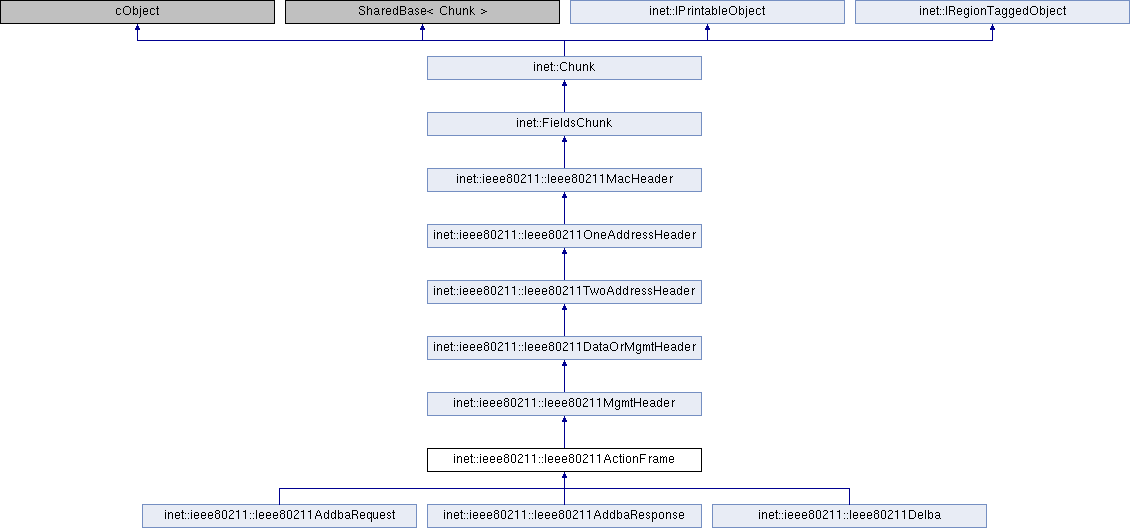 cObject
SharedBase< Chunk >
inet::IPrintableObject
inet::IRegionTaggedObject
inet::Chunk
inet::FieldsChunk
inet::ieee80211::Ieee80211MacHeader
inet::ieee80211::Ieee80211OneAddressHeader
inet::ieee80211::Ieee80211TwoAddressHeader
inet::ieee80211::Ieee80211DataOrMgmtHeader
inet::ieee80211::Ieee80211MgmtHeader
inet::ieee80211::Ieee80211ActionFrame
inet::ieee80211::Ieee80211AddbaRequest
inet::ieee80211::Ieee80211AddbaResponse
inet::ieee80211::Ieee80211Delba